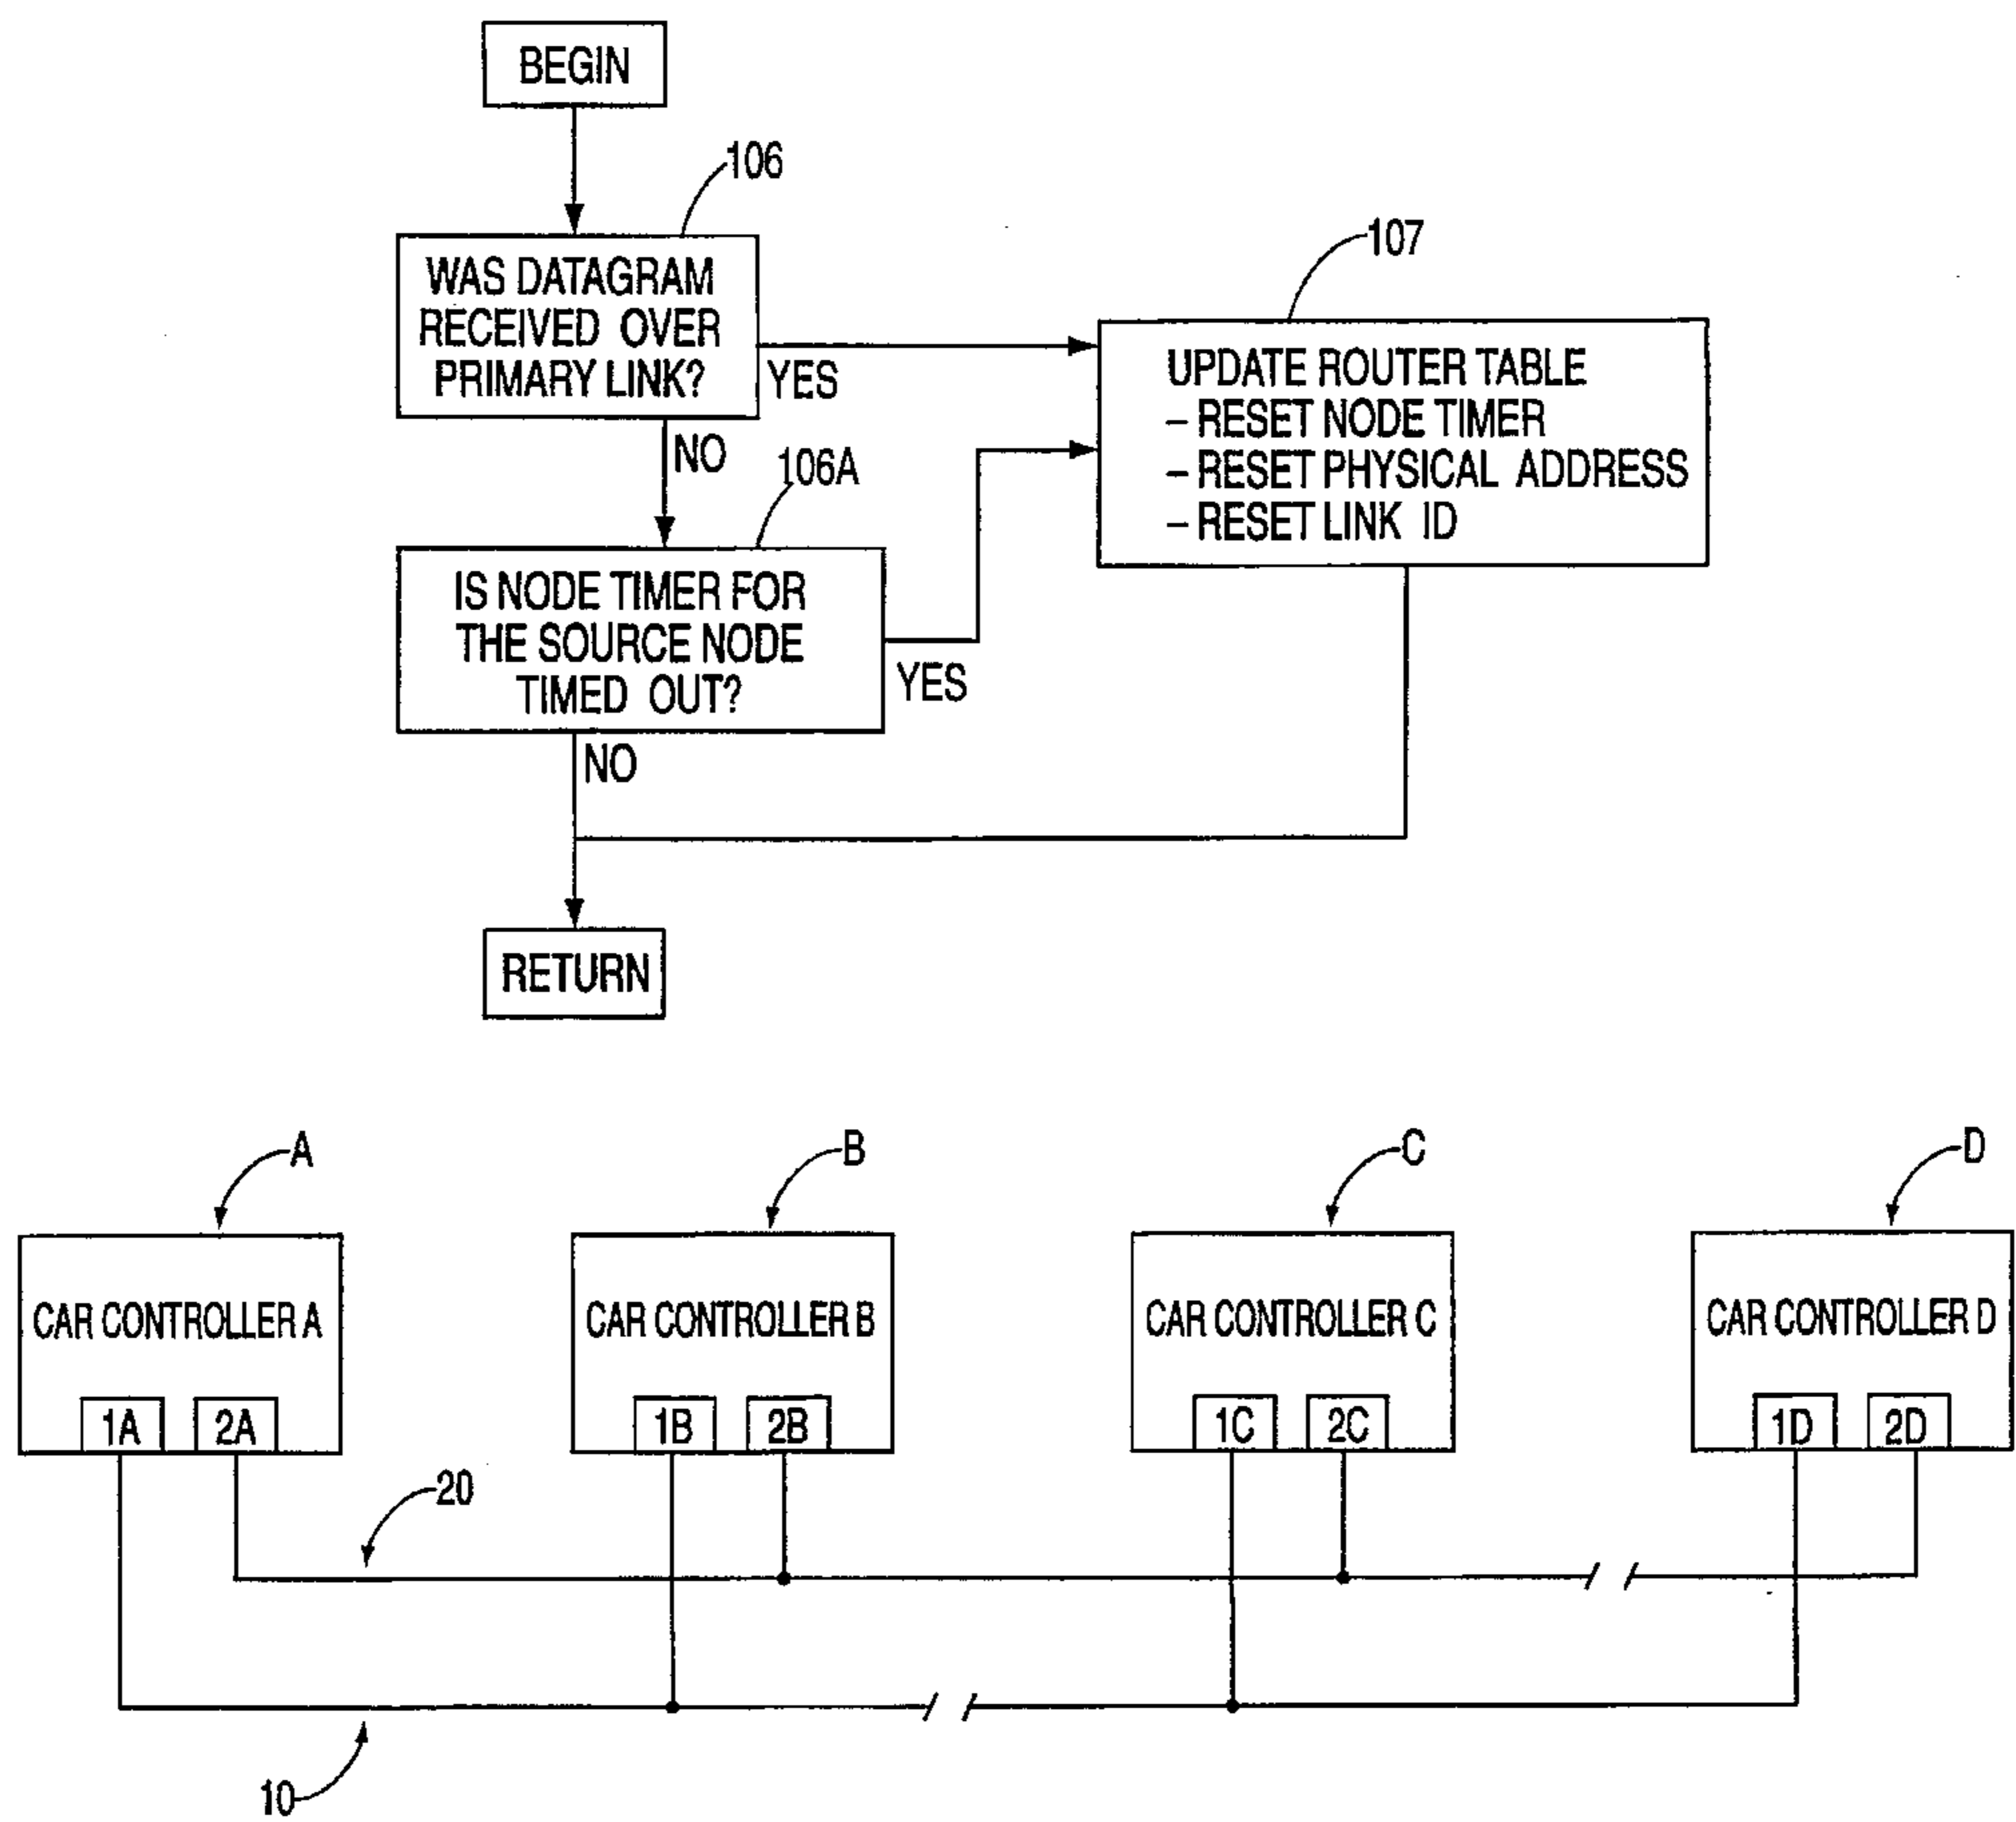 BEGIN
106
WAS DATAGRAM
RECEIVED OVER
PRIMARY LINK?
YES
NO
107
UPDATE ROUTER TABLE
– RESET NODE TIMER
– RESET PHYSICAL ADDRESS
– RESET LINK ID
106A
IS NODE TIMER FOR
THE SOURCE NODE
TIMED OUT?
YES
NO
RETURN
A
B
C
D
CAR CONTROLLER A
CAR CONTROLLER B
CAR CONTROLLER C
CAR CONTROLLER D
1A
2A
1B
2B
1C
2C
1D
2D
20
10